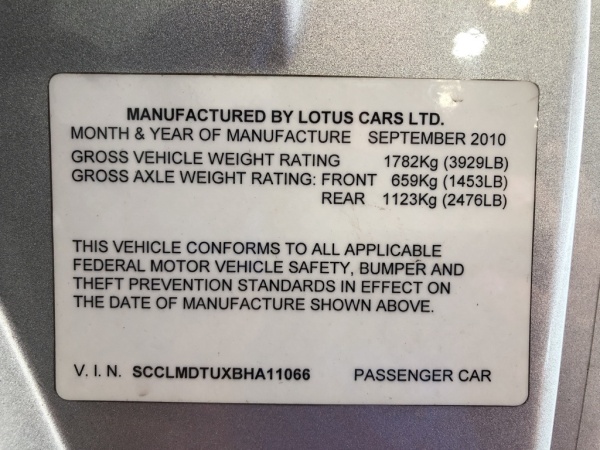 MANUFACTURED BY LOTUS CARS LTD.
MONTH & YEAR OF MANUFACTURE SEPTEMBER 2010
GROSS VEHICLE WEIGHT RATING 1782Kg (3929LB)
GROSS AXLE WEIGHT RATING: FRONT 659Kg (1453LB)
REAR 1123Kg (2476LB)
THIS VEHICLE CONFORMS TO ALL APPLICABLE
FEDERAL MOTOR VEHICLE SAFETY, BUMPER AND
THEFT PREVENTION STANDARDS IN EFFECT ON
THE DATE OF MANUFACTURE SHOWN ABOVE.
V. I. N. SCCLMDTUXBHA11066 PASSENGER CAR